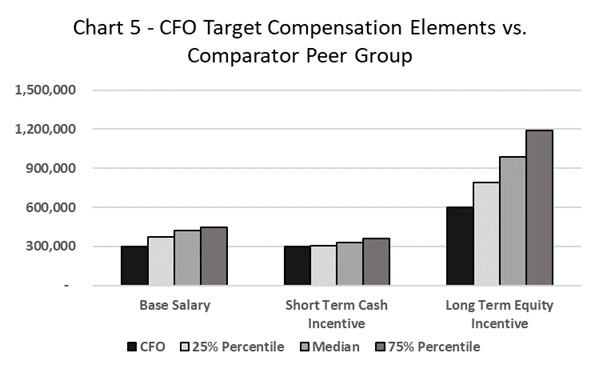 Chart 5 - CFO Target Compensation Elements vs.
Comparator Peer Group
1,500,000
1,200,000
900,000
600,000
300,000
-
Base Salary
Short Term Cash
Incentive
Long Term Equity
Incentive
CFO
25% Percentile
Median
75% Percentile